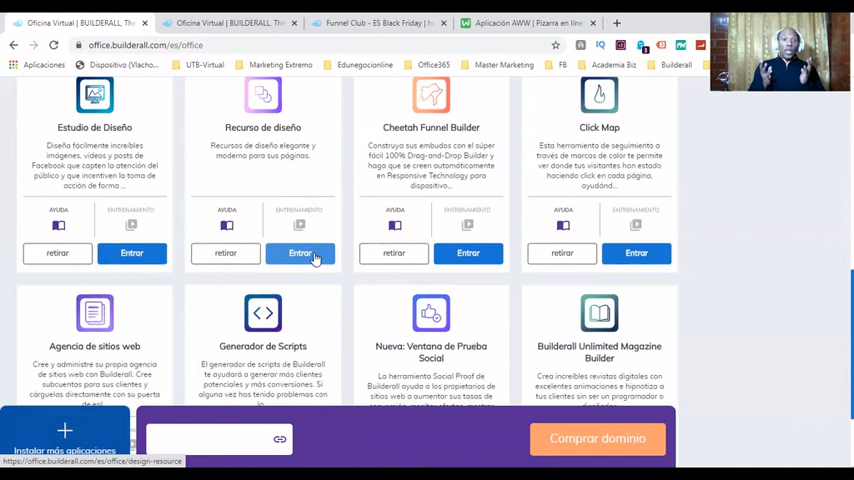 Oficina Virtual | BUILDERALL, The
Oficina Virtual | BUILDERALL, The
Funnel Club - ES Black Friday | ho
Aplicación AWW | Pizarra en línea
office.builderall.com/es/office
Aplicaciones
Dispositivo (Vlacho...
UTB-Virtual
Marketing Extremo
Edunegocionline
Office365
Master Marketing
FB
Academia Biz
Builderall
Estudio de Diseño
Diseña fácilmente increíbles
imágenes, vídeos y posts de
Facebook que capten la atención del
público y que incentiven la toma de
acción de forma ...
AYUDA
ENTRENAMIENTO
retirar
Entrar
Recurso de diseño
Recursos de diseño elegante y
moderno para sus páginas.
AYUDA
ENTRENAMIENTO
retirar
Entrar
Cheetah Funnel Builder
Construya sus embudos con el súper
fácil 100% Drag-and-Drop Builder y
haga que se creen automáticamente
en Responsive Technology para
dispositivo...
AYUDA
ENTRENAMIENTO
retirar
Entrar
Click Map
Esta herramienta de seguimiento a
través de marcas de calor te permite
ver donde tus visitantes han estado
haciendo click en cada página,
ayudánd...
AYUDA
ENTRENAMIENTO
retirar
Entrar
Agencia de sitios web
Cree y administre su propia agencia
de sitios web con Builderall. Cree
subcuentas para sus clientes y
cárguelos directamente con su puerta
de enl
Generador de Scripts
El generador de scripts de Builderall
te ayudará a generar más clientes
potenciales y más conversiones. Si
alguna vez has tenido problemas con
Nueva: Ventana de Prueba
Social
La herramienta Social Proof de
Builderall ayuda a los propietarios de
sitios web a aumentar sus tasas de
Builderall Unlimited Magazine
Builder
Crea increíbles revistas digitales con
excelentes animaciones e hipnotiza a
tus clientes sin ser un programador o
Instalar más aplicaciones
Comprar dominio
https://office.builderall.com/es/office/design-resource